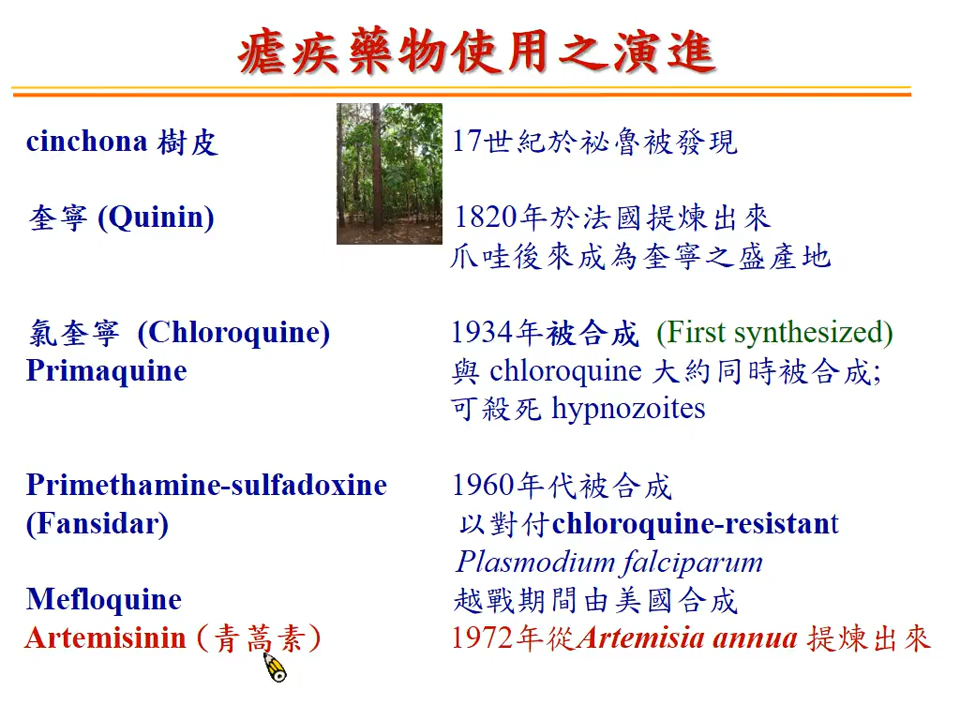 瘧疾藥物使用之演進
cinchona 樹皮
17世紀於祕魯被發現
奎寧 (Quinin)
1820年於法國提煉出來
爪哇後來成為奎寧之盛產地
氯奎寧 (Chloroquine)
1934年被合成 (First synthesized)
Primaquine
與 chloroquine 大約同時被合成;
可殺死 hypnozoites
Primethamine-sulfadoxine
1960年代被合成
(Fansidar)
以對付chloroquine-resistant
Plasmodium falciparum
Mefloquine
越戰期間由美國合成
Artemisinin (青蒿素)
1972年從Artemisia annua 提煉出來